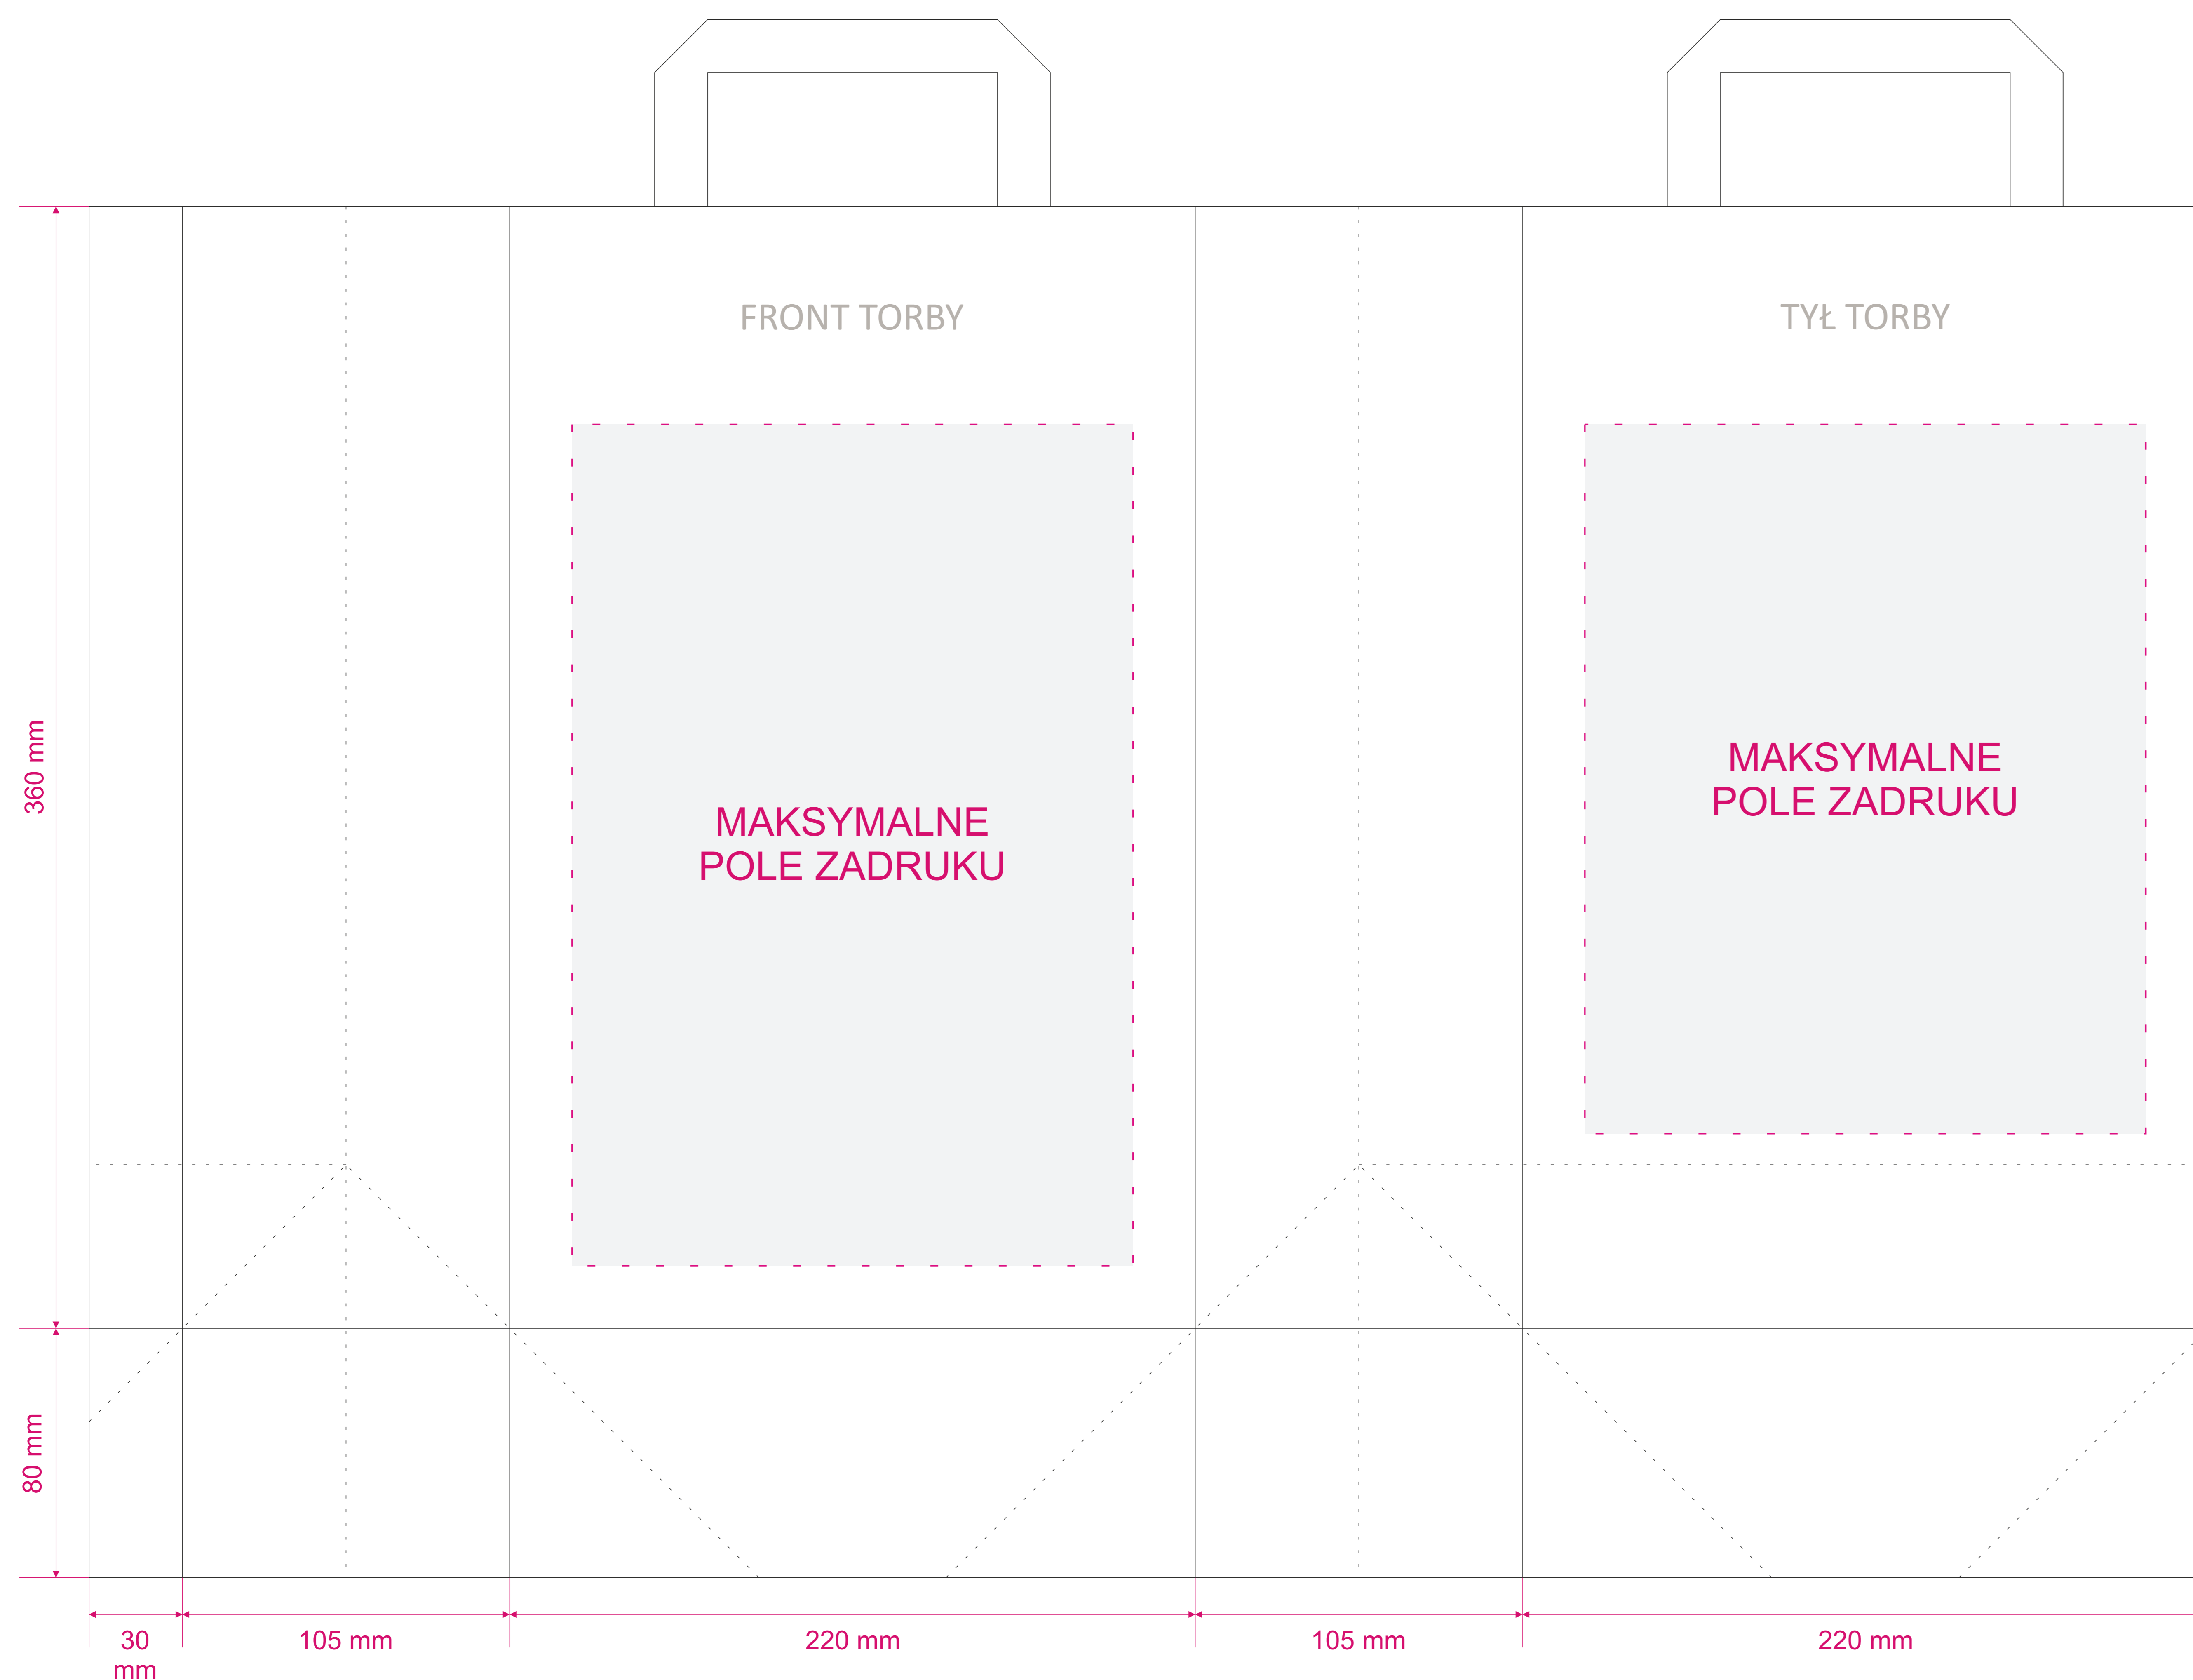 FRONT TORBY
TYŁ TORBY
360 mm
MAKSYMALNE
POLE ZADRUKU
MAKSYMALNE
POLE ZADRUKU
80 mm
30
mm
105 mm
220 mm
105 mm
220 mm